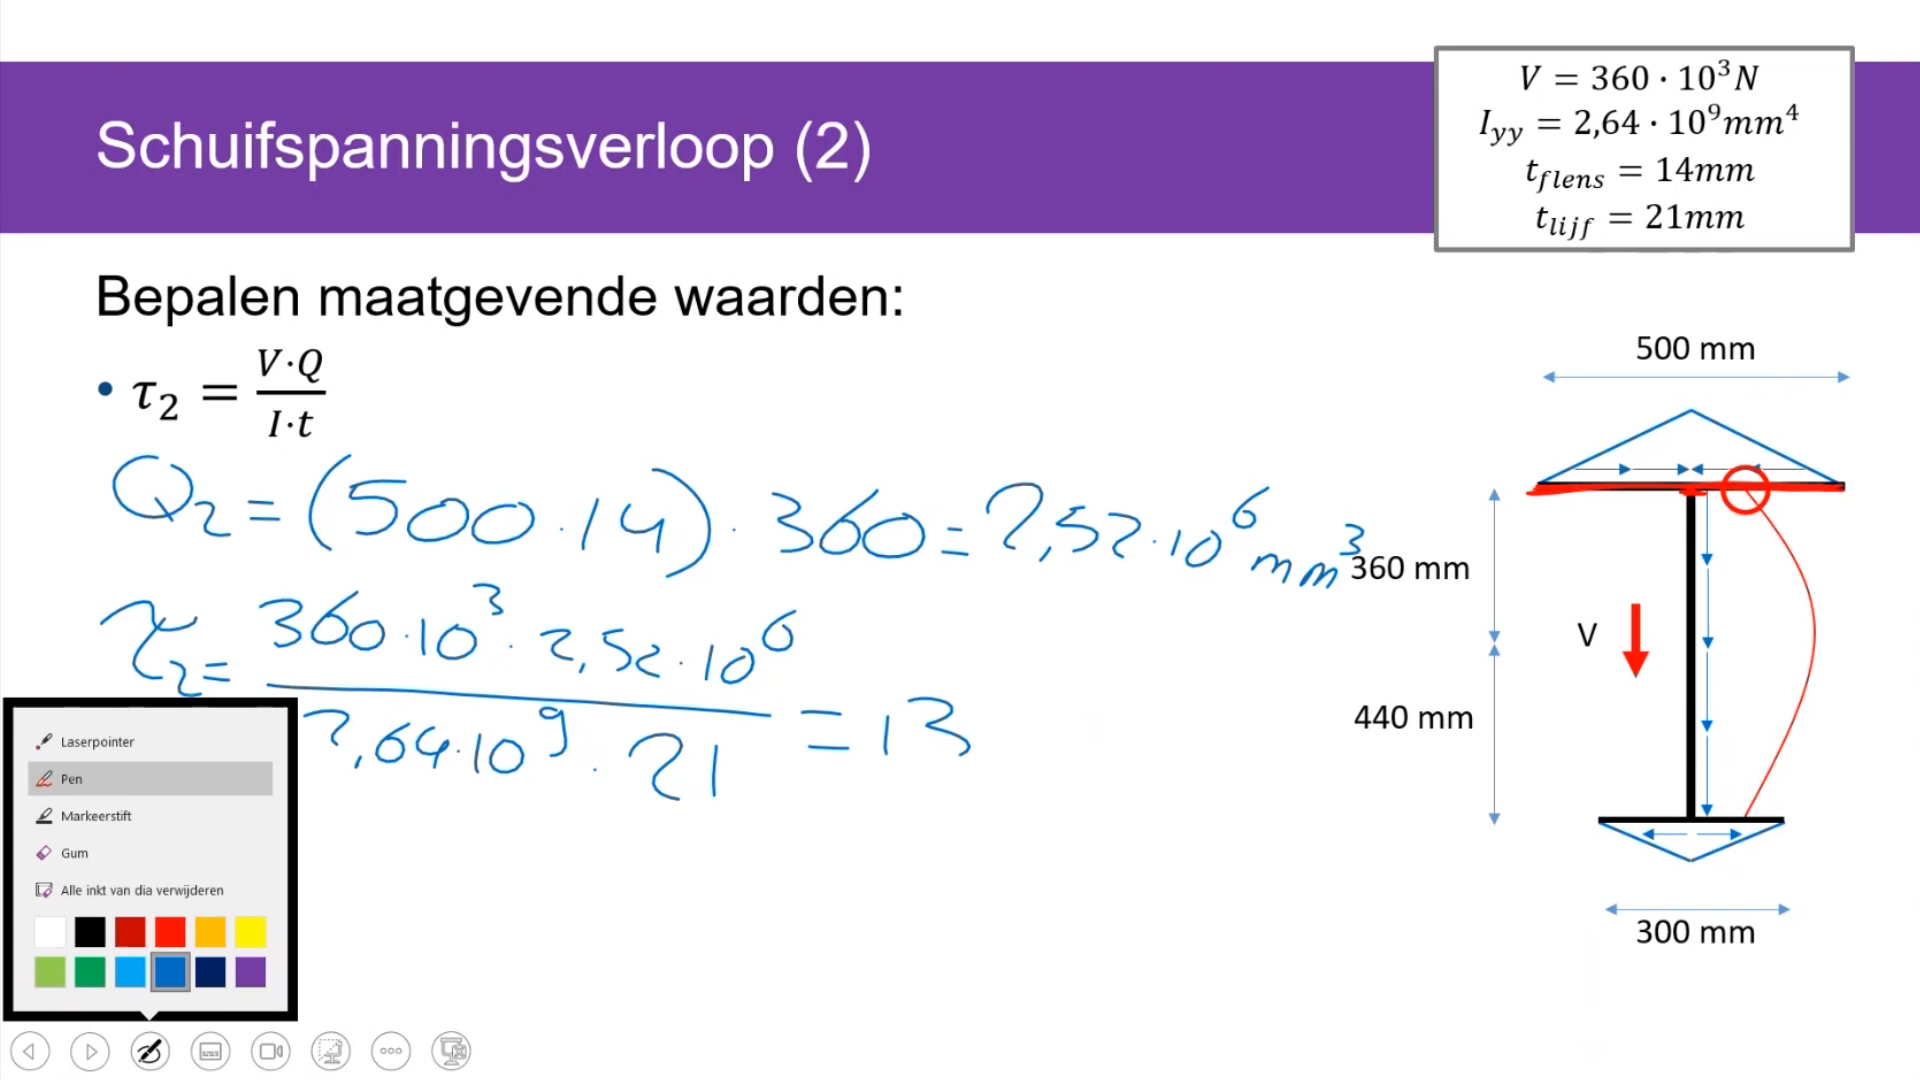 V = 360 · 10³N
I_yy = 2,64 · 10⁹mm⁴
t_flens = 14mm
t_lijf = 21mm
Schuifspanningsverloop (2)
Bepalen maatgevende waarden:
• τ₂ = V·Q / I·t
Q₂ = (500 · 14) · 360 = 2,52 · 10⁶ mm³
τ₂ = 360 · 10³ · 2,52 · 10⁶ / 2,64 · 10⁹ · 21 = 13
500 mm
360 mm
V
440 mm
300 mm
Laserpointer
Pen
Markeerstift
Gum
Alle inkt van dia verwijderen